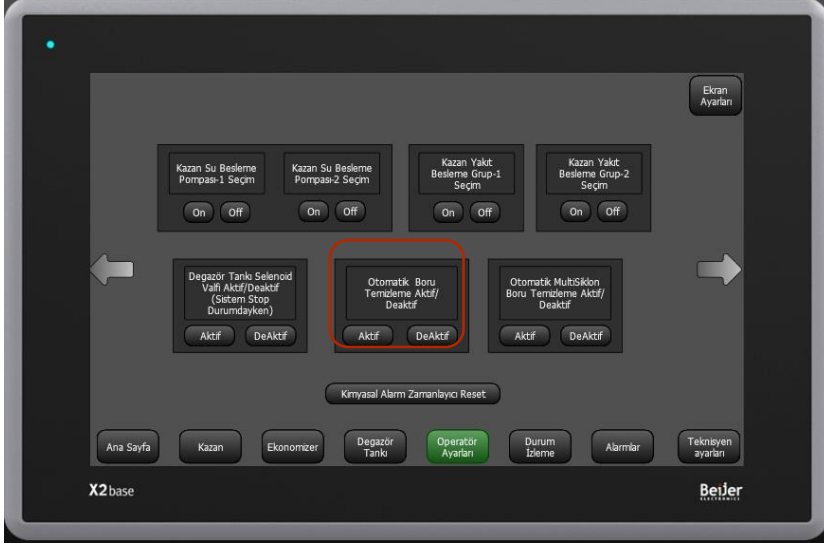 Ekran
Ayarları
Kazan Su Besleme
Pompası-1 Seçim
On Off
Kazan Su Besleme
Pompası-2 Seçim
On Off
Kazan Yakıt
Besleme Grup-1
Seçim
On Off
Kazan Yakıt
Besleme Grup-2
Seçim
On Off
Degazör Tankı Selenoid
Valfi Aktif/Deaktif
(Sistem Stop
Durumdayken)
Aktif DeAktif
Otomatik Boru
Temizleme Aktif/
Deaktif
Aktif DeAktif
Otomatik MultiSiklon
Boru Temizleme Aktif/
Deaktif
Aktif DeAktif
Kimyasal Alarm Zamanlayıcı Reset
Ana Sayfa
Kazan
Ekonomizer
Degazör
Tankı
Operatör
Ayarları
Durum
İzleme
Alarmlar
Teknisyen
ayarları
X2base
Beijer
ELECTRONICS